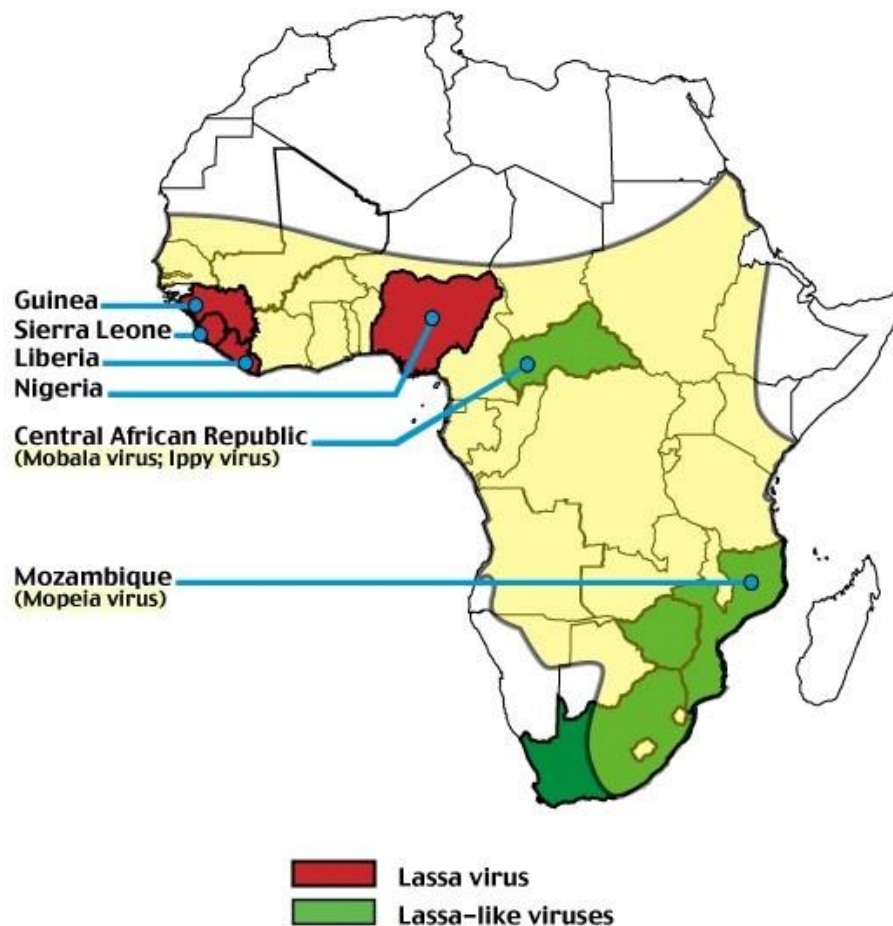 Guinea
Sierra Leone
Liberia
Nigeria
Central African Republic
(Mobala virus; Ippy virus)
Mozambique
(Mopeia virus)
Lassa virus
Lassa-like viruses